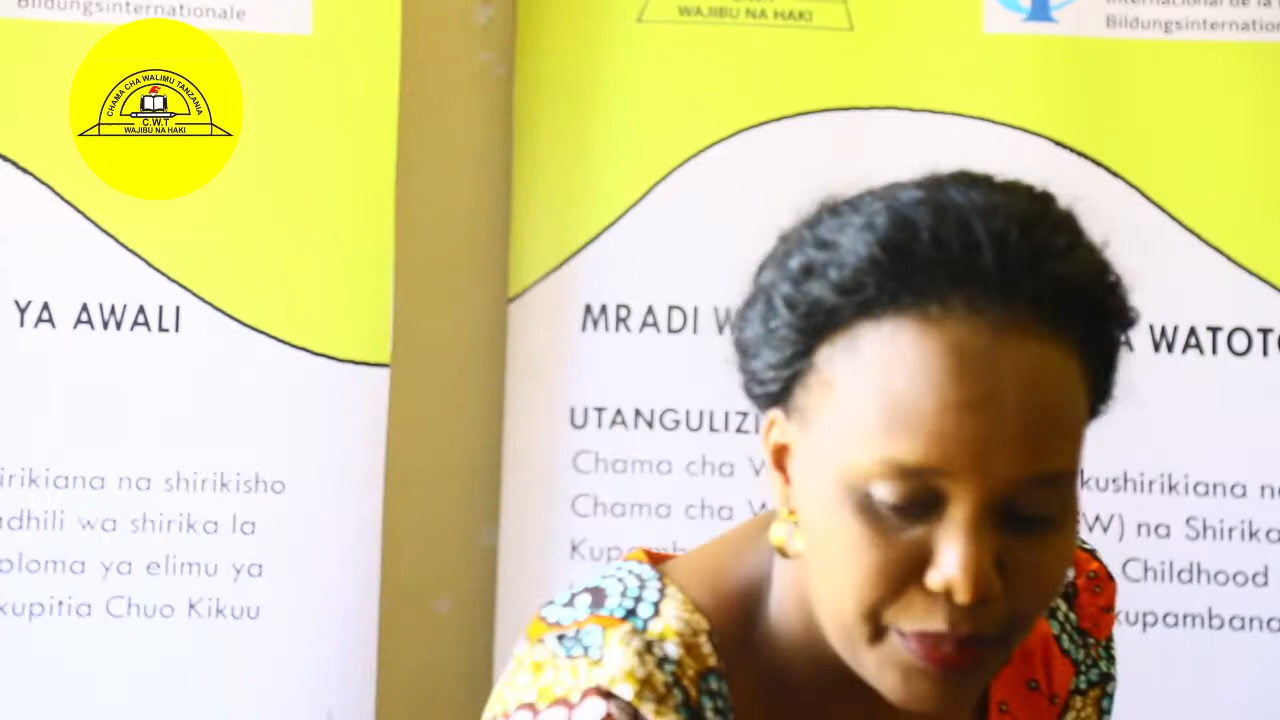 Bildungsinternationale
CHAMA CHA WALIMU TANZANIA
C.W.T
WAJIBU NA HAKI
YA AWALI
irikiana na shirikisho
adhili wa shirika la
ploma ya elimu ya
kupitia Chuo Kikuu
WAJIBU NA HAKI
Bildungsinternationale
MRADI W WATOTO
UTANGULIZI
Chama cha kushirikiana na
Chama cha W) na Shirika
Childhood
kupambana